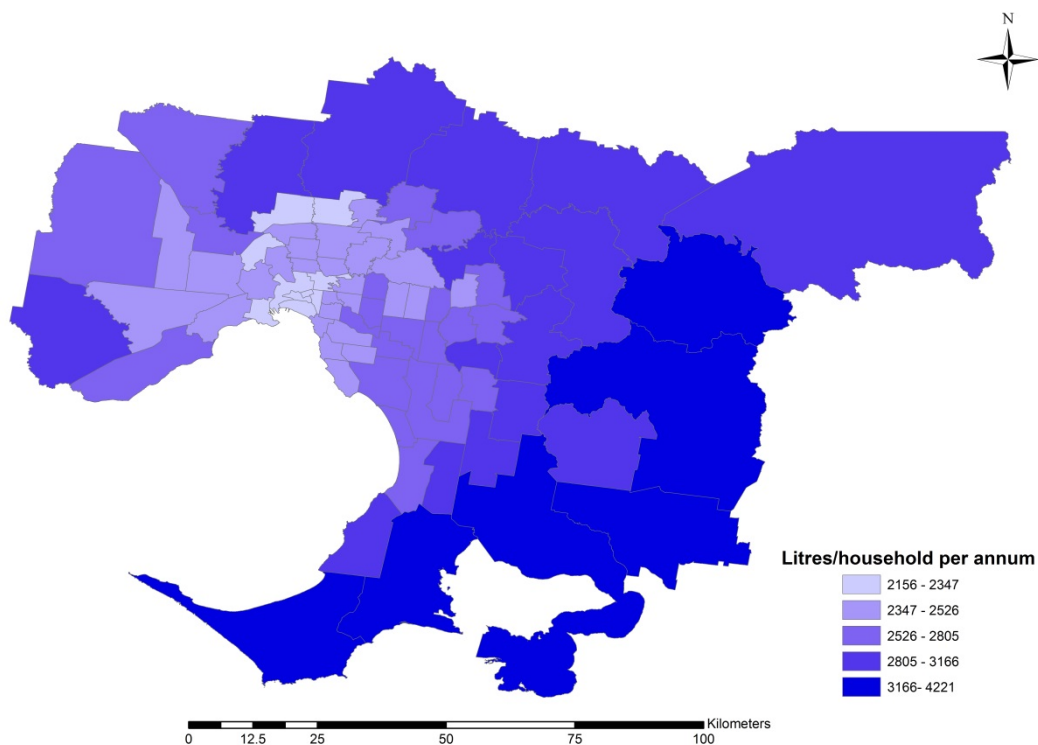 N
Litres/household per annum
2156 - 2347
2347 - 2526
2526 - 2805
2805 - 3166
3166- 4221
Kilometers
0 12.5 25 50 75 100